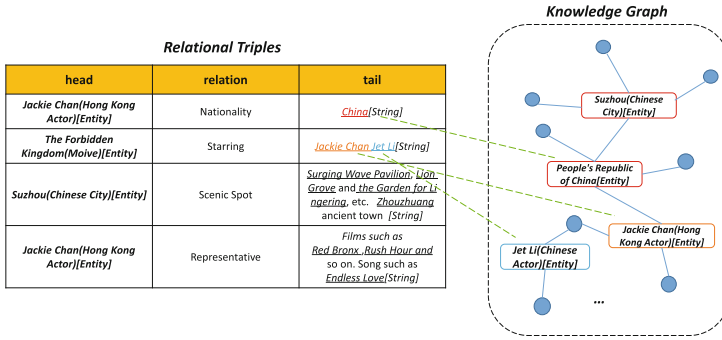 Knowledge Graph
Relational Triples
head relation tail
Jackie Chan(Hong Kong
Actor)[Entity]
Nationality
China[String]
The Forbidden
Kingdom(Moive)[Entity]
Starring
Jackie Chan Jet Li[String]
Suzhou(Chinese City)[Entity]
Scenic Spot
Surging Wave Pavilion, Lion
Grove and the Garden for Li
ngering, etc. Zhouzhuang
ancient town [String]
Jackie Chan(Hong Kong
Actor)[Entity]
Representative
Films such as
Red Bronx ,Rush Hour and
so on. Song such as
Endless Love[String]
Suzhou(Chinese
City)[Entity]
People's Republic
of China[Entity]
Jackie Chan(Hong
Kong Actor)[Entity]
Jet Li(Chinese
Actor)[Entity]
...